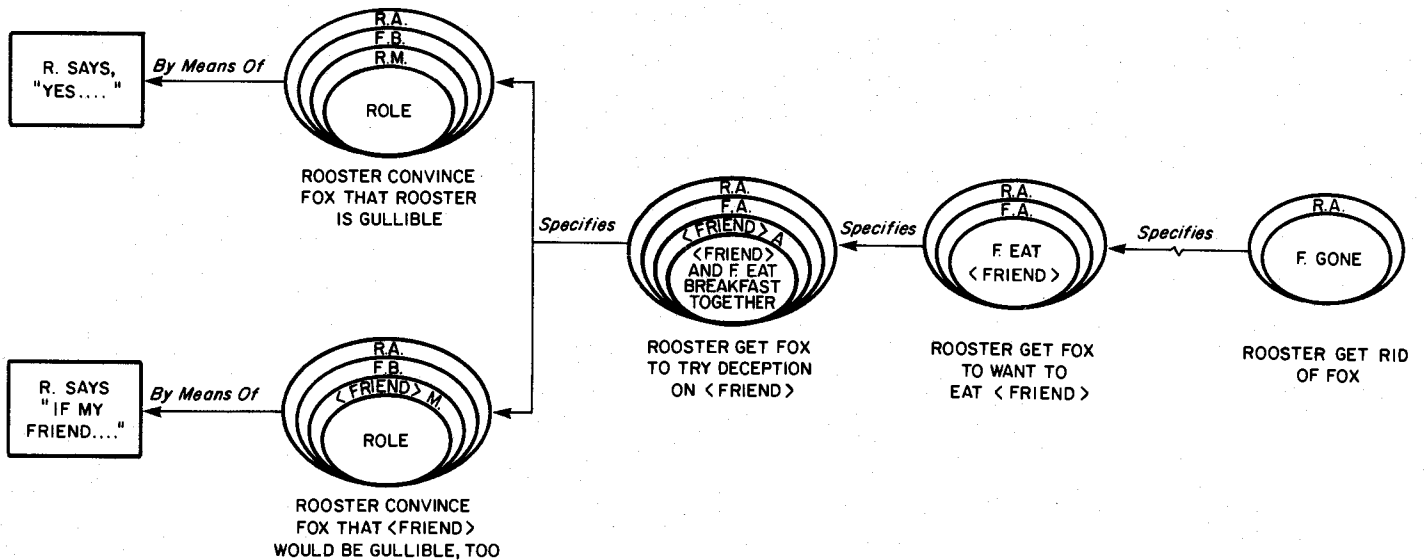 R.A.
F.B.
R.M.
ROLE
ROOSTER CONVINCE
FOX THAT ROOSTER
IS GULLIBLE
By Means Of
R. SAYS,
"YES...."
R.A.
F.B.
<FRIEND> M.
ROLE
ROOSTER CONVINCE
FOX THAT <FRIEND>
WOULD BE GULLIBLE, TOO
By Means Of
R. SAYS
"IF MY
FRIEND...."
Specifies
R.A.
F.A.
<FRIEND> A
<FRIEND>
AND F. EAT
BREAKFAST
TOGETHER
ROOSTER GET FOX
TO TRY DECEPTION
ON <FRIEND>
Specifies
R.A.
F.A.
F. EAT
<FRIEND>
ROOSTER GET FOX
TO WANT TO
EAT <FRIEND>
Specifies
R.A.
F. GONE
ROOSTER GET RID
OF FOX